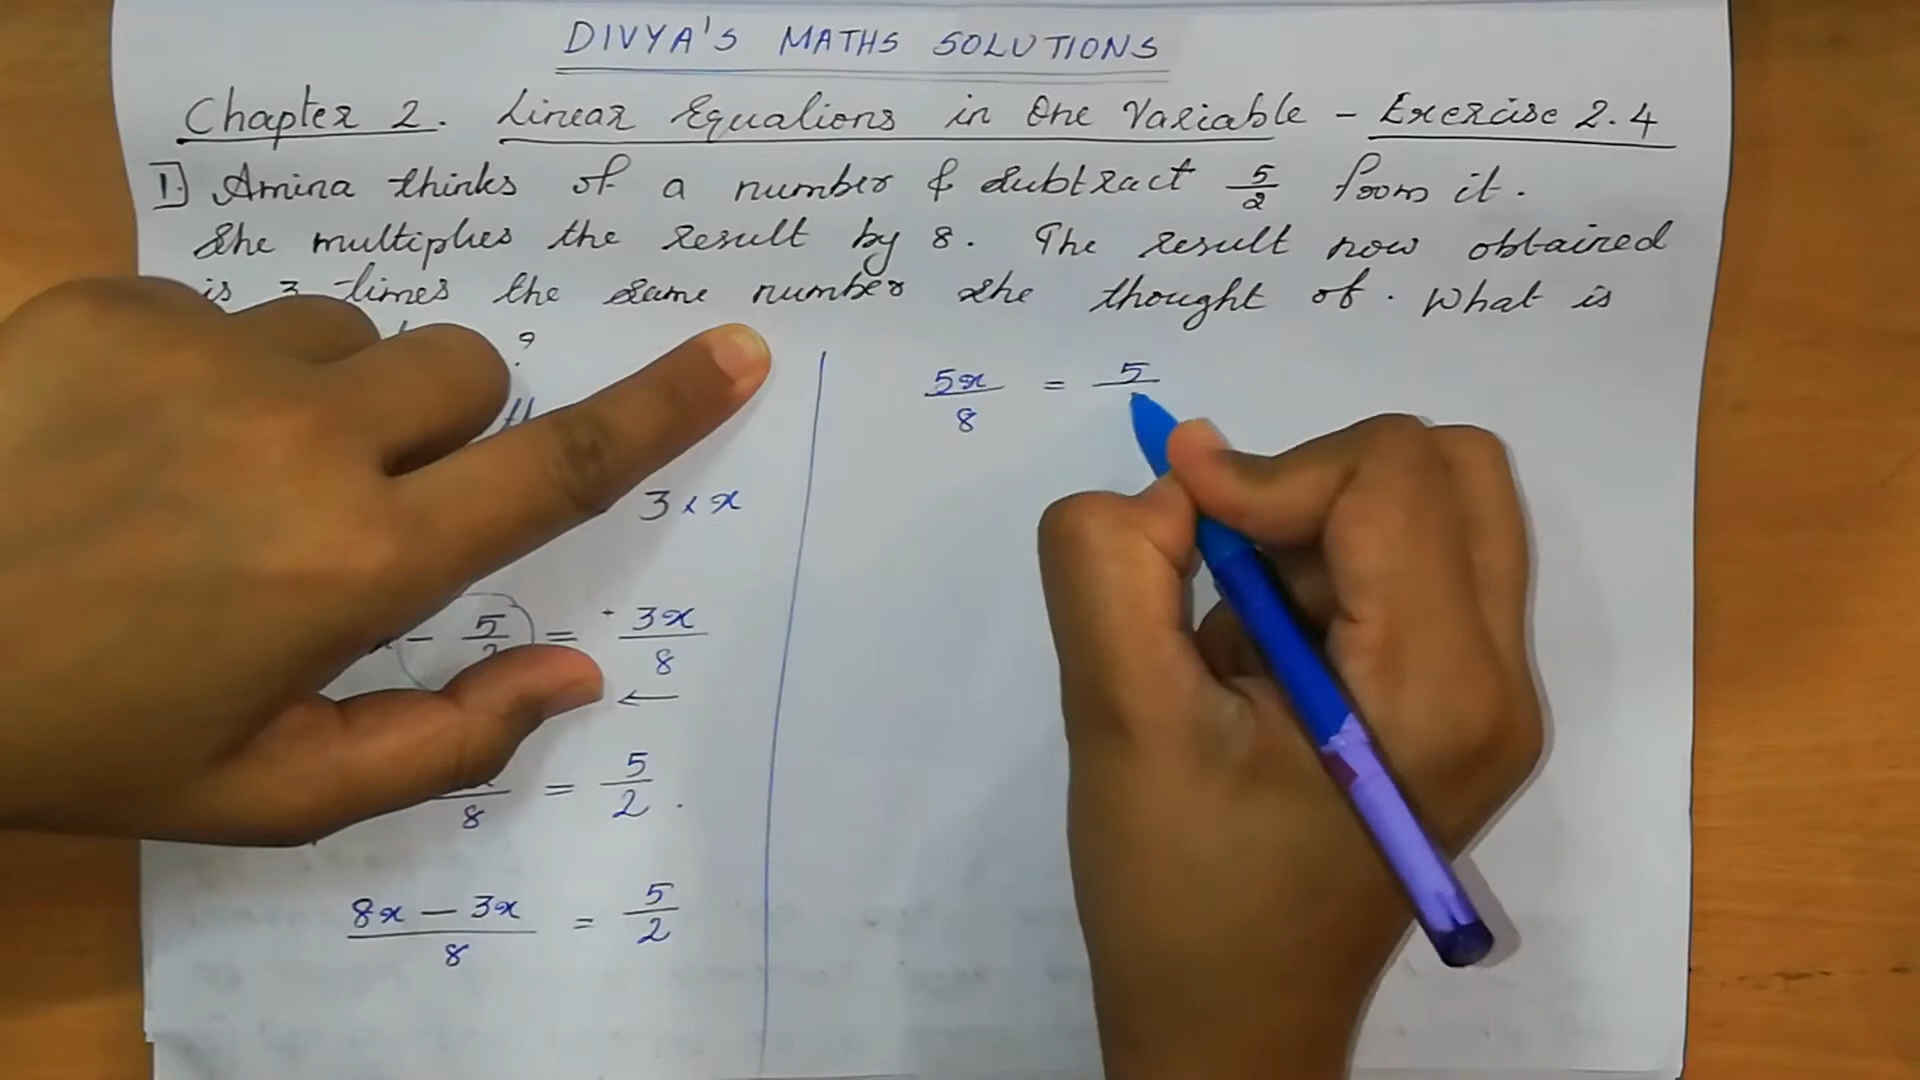 DIVYA'S MATHS SOLUTIONS
Chapter 2. Linear Equations in One Variable - Exercise 2.4
1.] Amina thinks of a number & subtract 5/2 from it.
She multiplies the result by 8. The result now obtained
is 3 times the same number she thought of. What is
?
3 × x
- 5/2 = 3x/8
←
8 = 5/2.
8x - 3x/8 = 5/2
5x/8 = 5